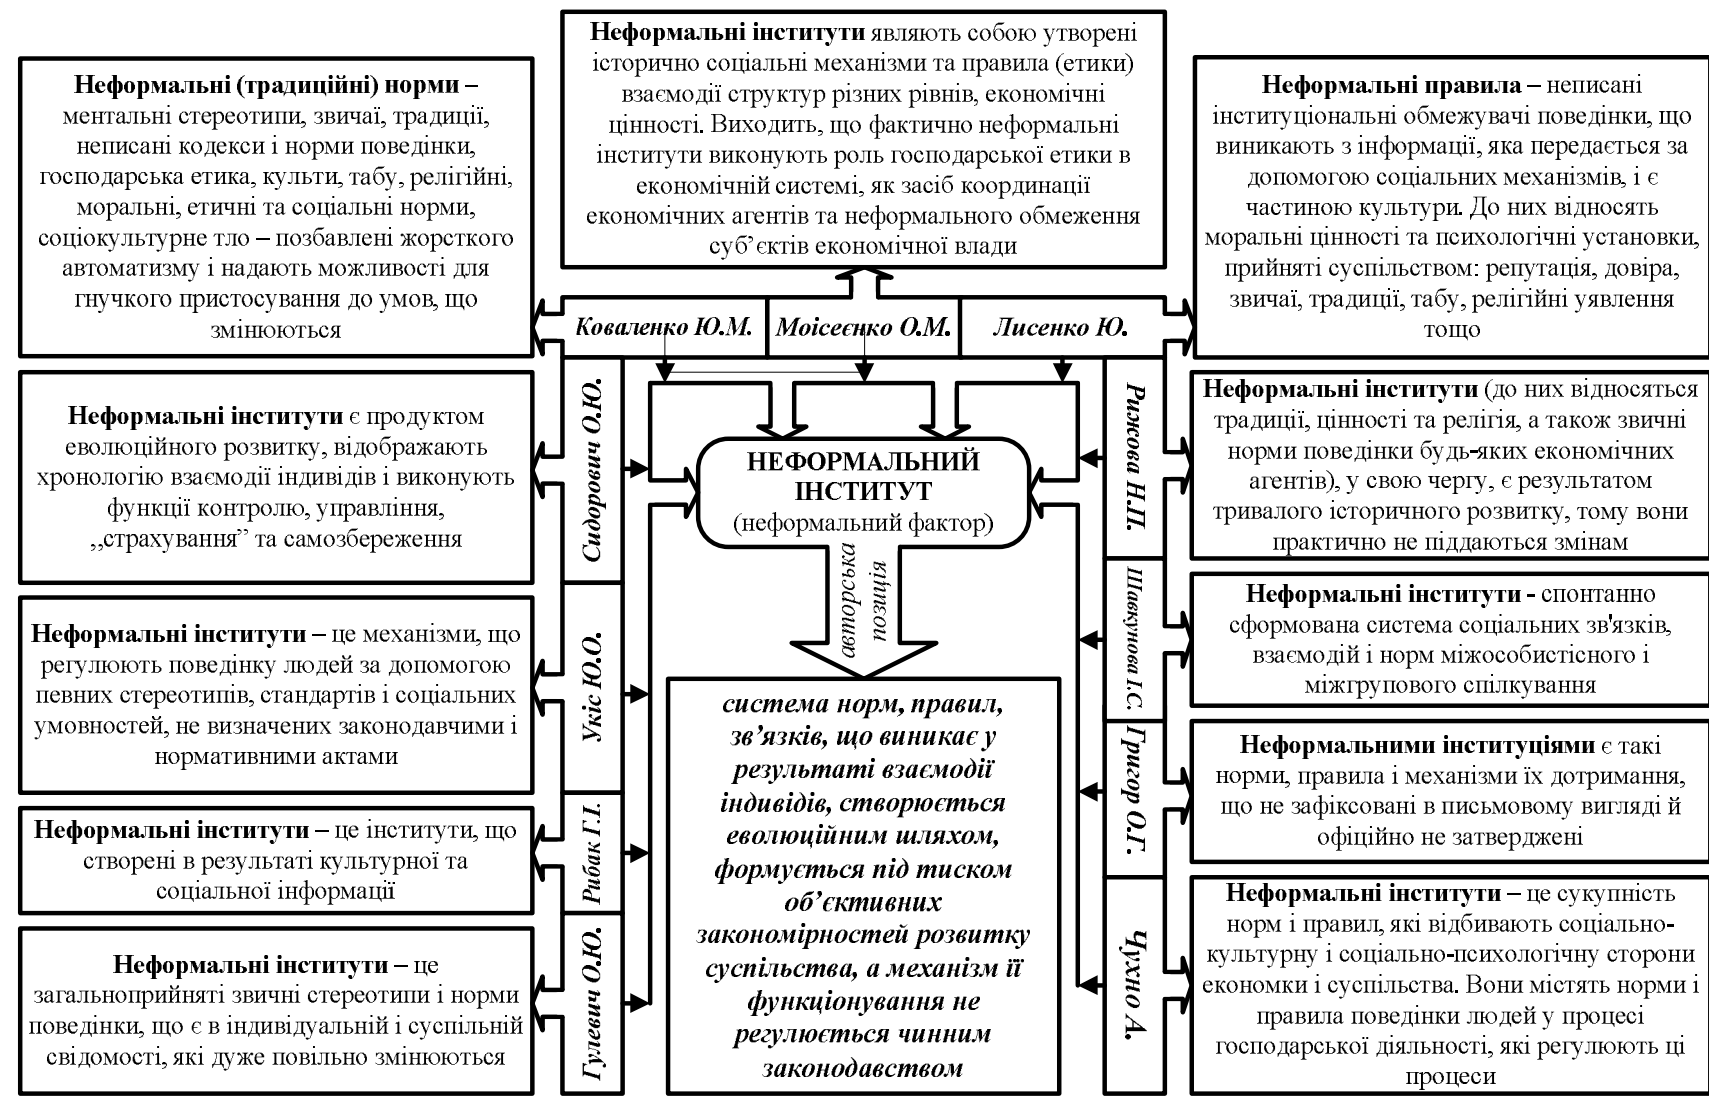 Неформальні інститути являють собою утворені
історично соціальні механізми та правила (етики)
взаємодії структур різних рівнів, економічні
цінності. Виходить, що фактично неформальні
інститути виконують роль господарської етики в
економічній системі, як засіб координації
економічних агентів та неформального обмеження
суб’єктів економічної влади
Неформальні (традиційні) норми –
ментальні стереотипи, звичаї, традиції,
неписані кодекси і норми поведінки,
господарська етика, культи, табу, релігійні,
моральні, етичні та соціальні норми,
соціокультурне тло – позбавлені жорсткого
автоматизму і надають можливості для
гнучкого пристосування до умов, що
змінюються
Неформальні правила – неписані
інституціональні обмежувачі поведінки, що
виникають з інформації, яка передається за
допомогою соціальних механізмів, і є
частиною культури. До них відносять
моральні цінності та психологічні установки,
прийняті суспільством: репутація, довіра,
звичаї, традиції, табу, релігійні уявлення
тощо
Коваленко Ю.М.
Моісеєнко О.М.
Лисенко Ю.
Неформальні інститути є продуктом
еволюційного розвитку, відображають
хронологію взаємодії індивідів і виконують
функції контролю, управління,
,,страхування” та самозбереження
Сидорович О.Ю.
НЕФОРМАЛЬНИЙ
ІНСТИТУТ
(неформальний фактор)
Рижова Н.П.
Неформальні інститути (до них відносяться
традиції, цінності та релігія, а також звичні
норми поведінки будь-яких економічних
агентів), у свою чергу, є результатом
тривалого історичного розвитку, тому вони
практично не піддаються змінам
Неформальні інститути – це механізми, що
регулюють поведінку людей за допомогою
певних стереотипів, стандартів і соціальних
умовностей, не визначених законодавчими і
нормативними актами
Укіс Ю.О.
авторська
позиція
Шавкунова І.С.
Неформальні інститути - спонтанно
сформована система соціальних зв'язків,
взаємодій і норм міжособистісного і
міжгрупового спілкування
Неформальні інститути – це інститути, що
створені в результаті культурної та
соціальної інформації
Рибак Г.І.
система норм, правил,
зв’язків, що виникає у
результаті взаємодії
індивідів, створюється
еволюційним шляхом,
формується під тиском
об’єктивних
закономірностей розвитку
суспільства, а механізм її
функціонування не
регулюється чинним
законодавством
Григор О.Г.
Неформальними інституціями є такі
норми, правила і механізми їх дотримання,
що не зафіксовані в письмовому вигляді й
офіційно не затверджені
Неформальні інститути – це
загальноприйняті звичні стереотипи і норми
поведінки, що є в індивідуальній і суспільній
свідомості, які дуже повільно змінюються
Гулевич О.Ю.
Чухно А.
Неформальні інститути – це сукупність
норм і правил, які відбивають соціально-
культурну і соціально-психологічну сторони
економки і суспільства. Вони містять норми і
правила поведінки людей у процесі
господарської діяльності, які регулюють ці
процеси